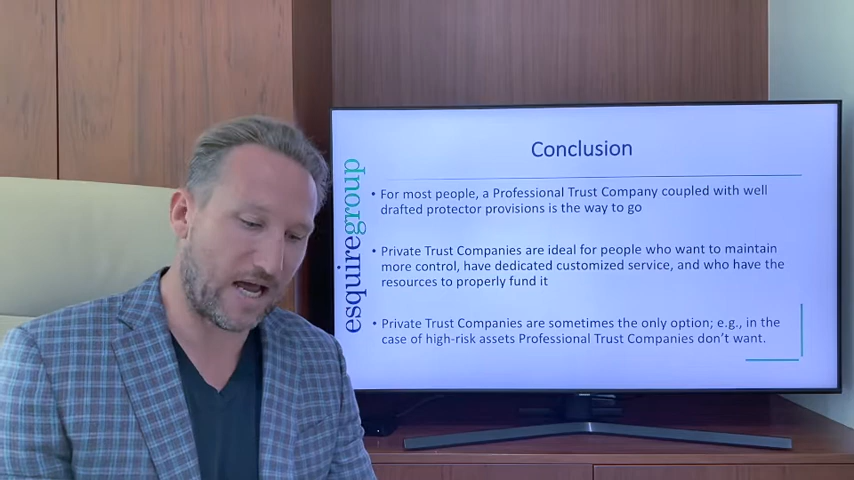 Conclusion
esquiregroup
• For most people, a Professional Trust Company coupled with well
drafted protector provisions is the way to go
• Private Trust Companies are ideal for people who want to maintain
more control, have dedicated customized service, and who have the
resources to properly fund it
• Private Trust Companies are sometimes the only option; e.g., in the
case of high-risk assets Professional Trust Companies don't want.